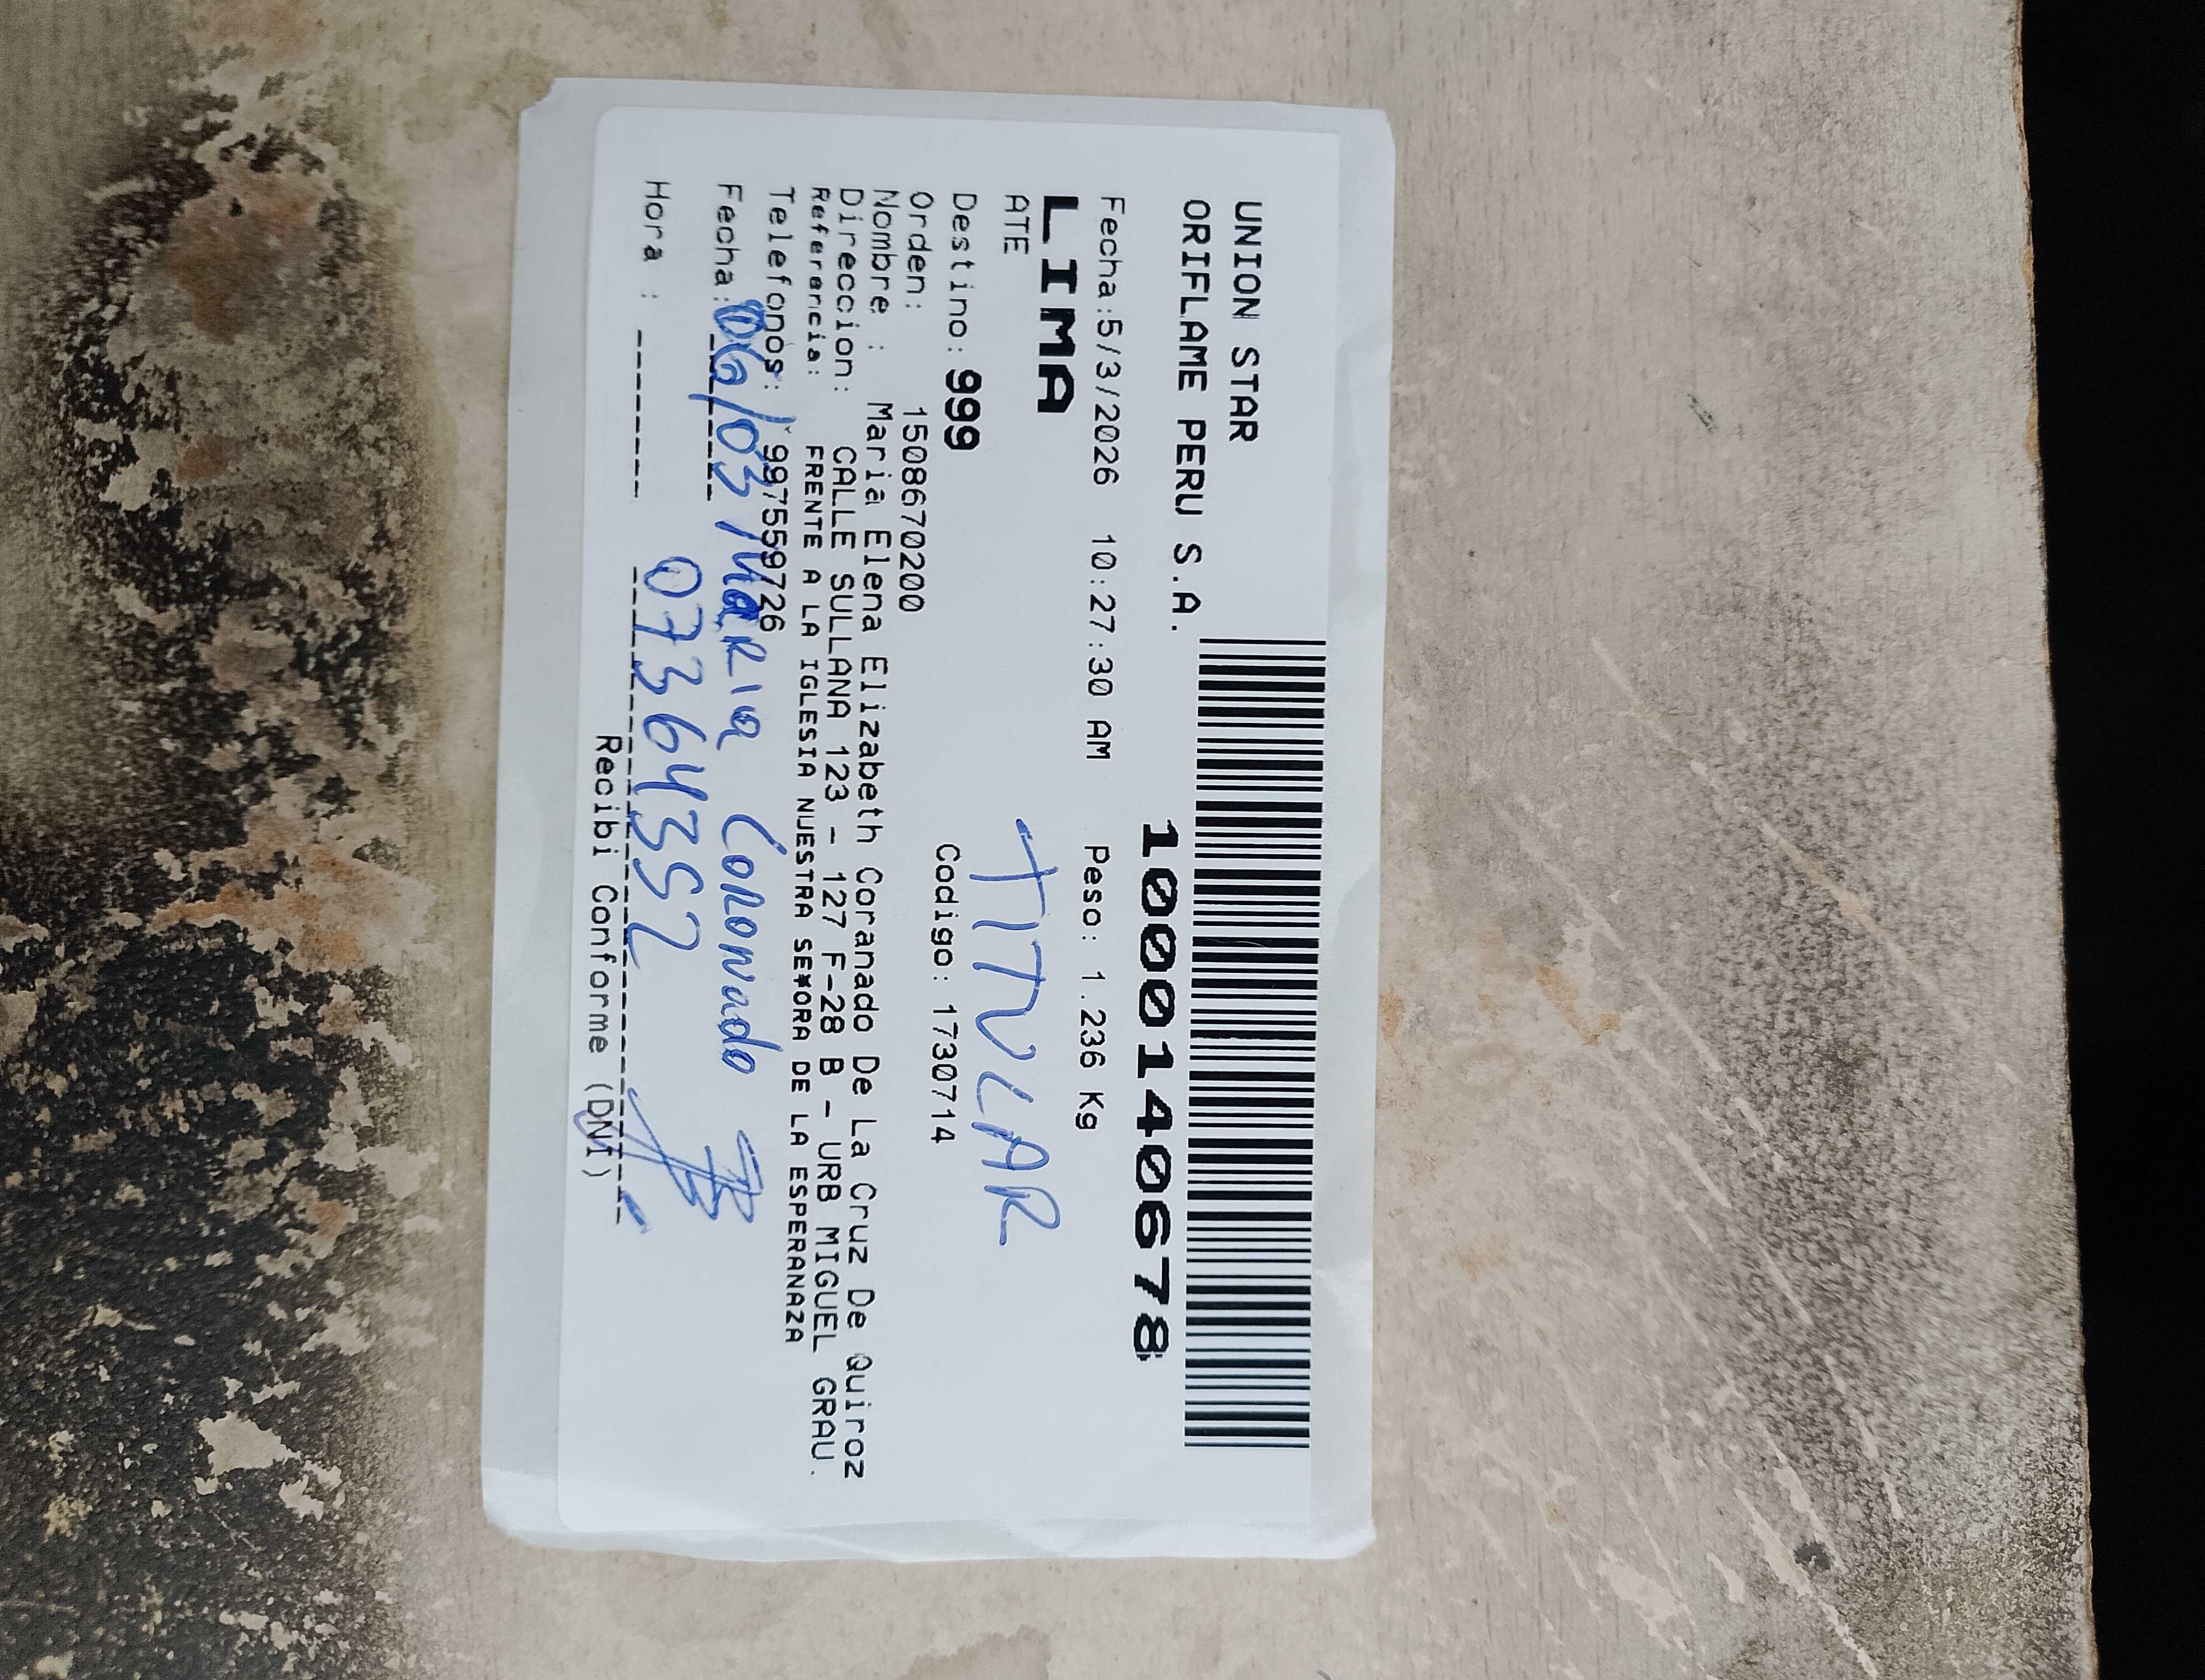 UNION STAR
ORIFLAME PERU S.A.
1000140678
Fecha:5/3/2026 10:27:30 AM Peso: 1.236 Kg
LIMA
ATE
TITULAR
Destino: 999 Codigo: 1730714
Orden: 1508670200
Nombre : Maria Elena Elizabeth Coranado De La Cruz De Quiroz
Direccion: CALLE SULLANA 123 - 127 F-28 B - URB MIGUEL GRAU.
Referencia: FRENTE A LA IGLESIA NUESTRA SE¥ORA DE LA ESPERANAZA
Telefonos: 997559726
Fecha: 06/03/ Maria Coronado
Hora : 07364352
Recibi Conforme (DNI)